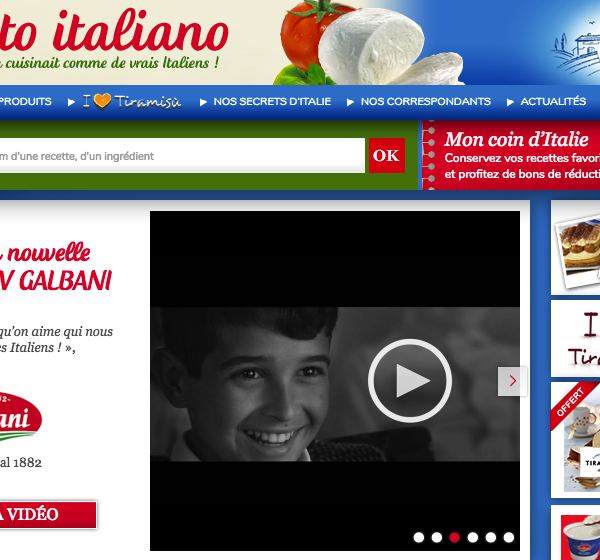 to italiano
cuisinait comme de vrais Italiens !
PRODUITS
I Tiramisù
NOS SECRETS D'ITALIE
NOS CORRESPONDANTS
ACTUALITÉS
m d'une recette, d'un ingrédient
OK
Mon coin d'Italie
Conservez vos recettes favori
et profitez de bons de réducti
nouvelle
V GALBANI
qu'on aime qui nous
es Italiens ! »,
ani
al 1882
A VIDÉO
I
Tira
OFFERT
TIRA